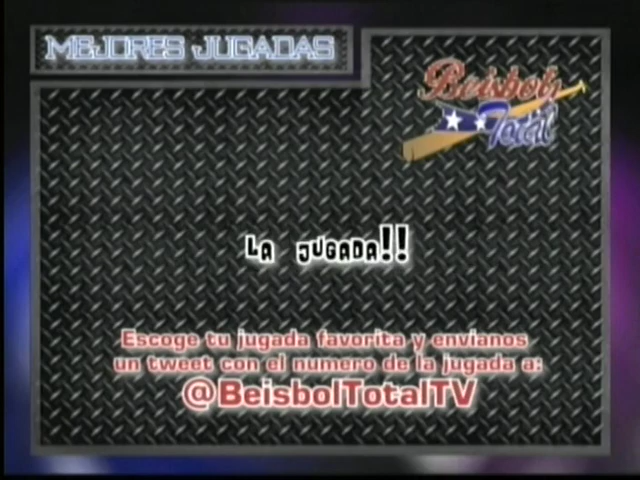 MEJORES JUGADAS
Beisbol
Total
LA JUGADA!!
Escoge tu jugada favorita y envianos
un tweet con el numero de la jugada a:
@BeisbolTotalTV